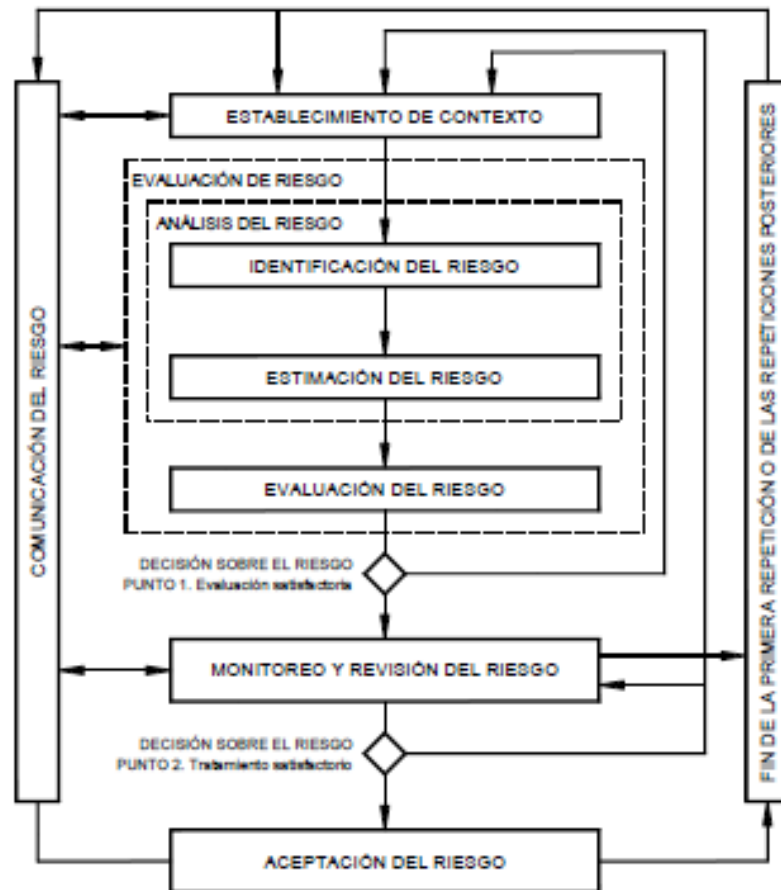 ESTABLECIMIENTO DE CONTEXTO
EVALUACIÓN DE RIESGO
ANÁLISIS DEL RIESGO
IDENTIFICACIÓN DEL RIESGO
ESTIMACIÓN DEL RIESGO
EVALUACIÓN DEL RIESGO
DECISIÓN SOBRE EL RIESGO
PUNTO 1. Evaluación satisfactoria
MONITOREO Y REVISIÓN DEL RIESGO
DECISIÓN SOBRE EL RIESGO
PUNTO 2. Tratamiento satisfactorio
ACEPTACIÓN DEL RIESGO
COMUNICACIÓN DEL RIESGO
FIN DE LA PRIMERA REPETICIÓN O DE LAS REPETICIONES POSTERIORES